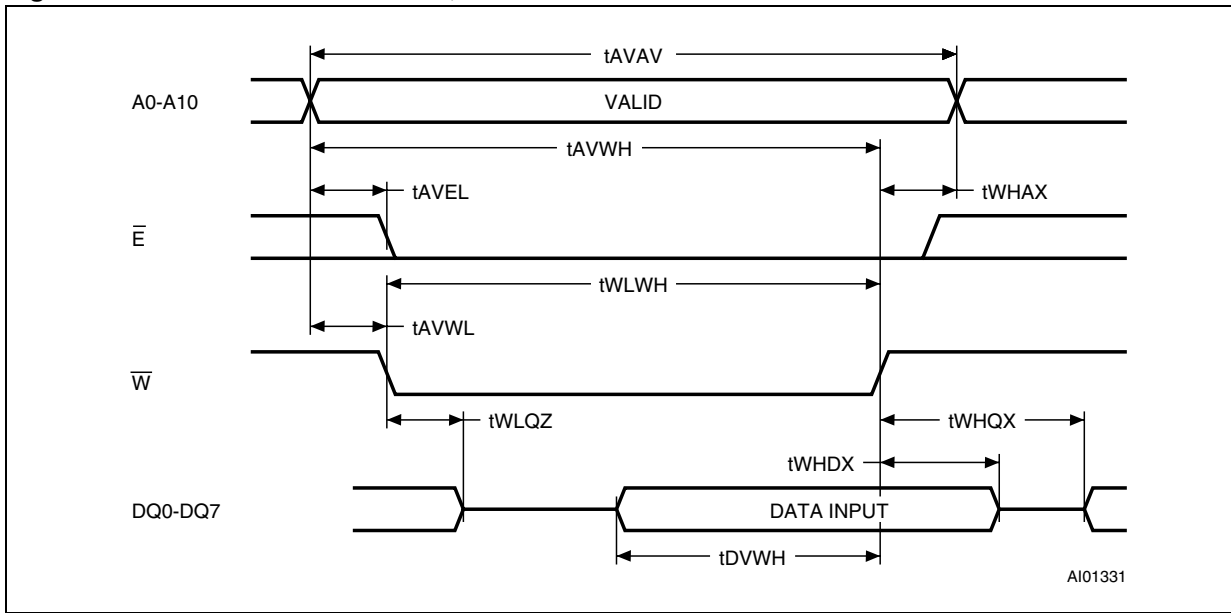 tAVAV
A0-A10
VALID
tAVWH
tAVEL
tWHAX
E̅
tWLWH
tAVWL
W̅
tWLQZ
tWHQX
tWHDX
DQ0-DQ7
DATA INPUT
tDVWH
AI01331